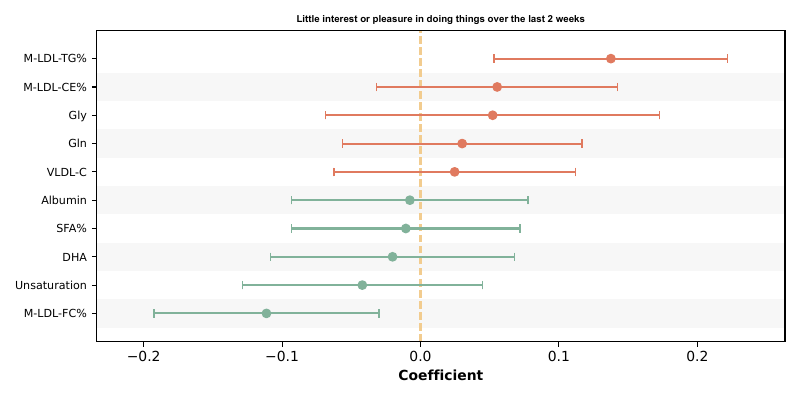 Little interest or pleasure in doing things over the last 2 weeks
M-LDL-TG%
M-LDL-CE%
Gly
Gln
VLDL-C
Albumin
SFA%
DHA
Unsaturation
M-LDL-FC%
−0.2 −0.1 0.0 0.1 0.2
Coefficient